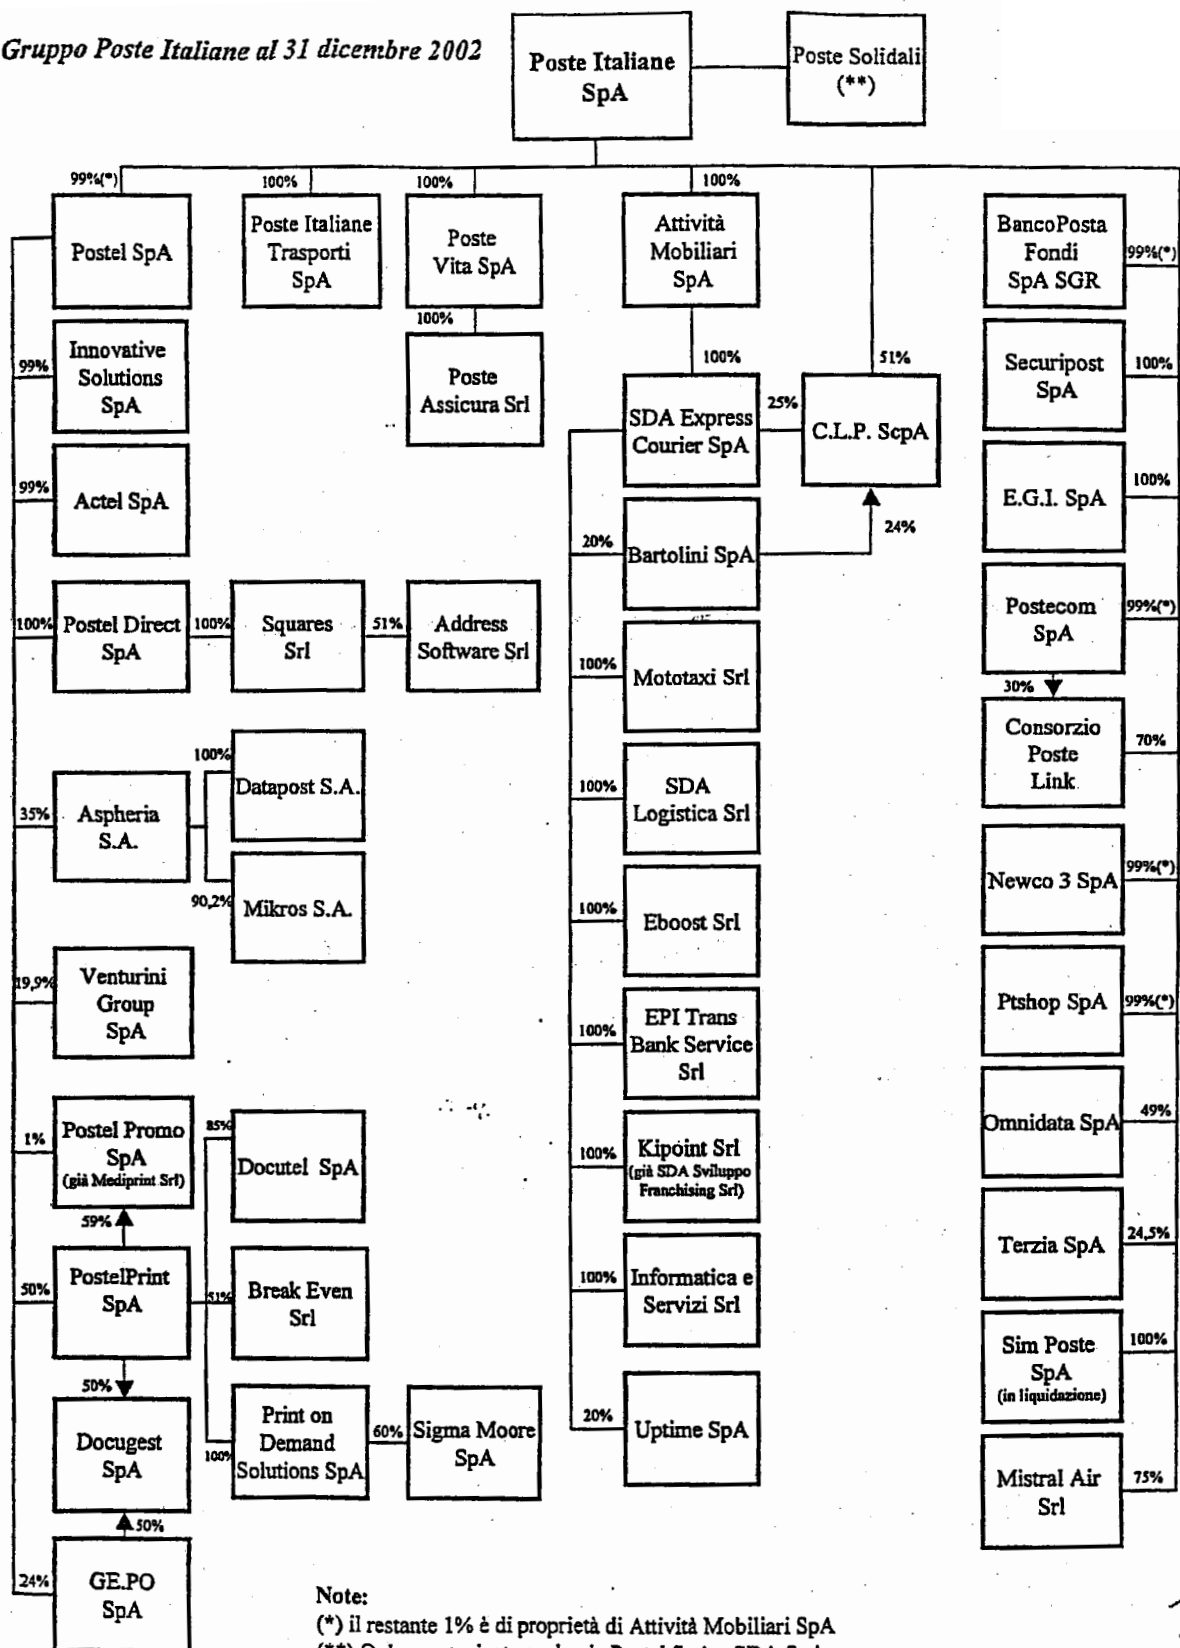 Gruppo Poste Italiane al 31 dicembre 2002
Poste Italiane
SpA
Poste Solidali
(**)
99%(*)
100%
100%
100%
Postel SpA
Poste Italiane
Trasporti
SpA
Poste
Vita SpA
Attività
Mobiliari
SpA
BancoPosta
Fondi
SpA SGR
99%(*)
100%
100%
51%
99%
Innovative
Solutions
SpA
Poste
Assicura Srl
SDA Express
Courier SpA
25%
C.L.P. ScpA
Securipost
SpA
100%
99%
Actel SpA
20%
Bartolini SpA
24%
E.G.I. SpA
100%
100%
Postel Direct
SpA
100%
Squares
Srl
51%
Address
Software Srl
100%
Mototaxi Srl
Postecom
SpA
99%(*)
30%
Consorzio
Poste
Link
70%
35%
Aspheria
S.A.
100%
Datapost S.A.
90,2%
Mikros S.A.
100%
SDA
Logistica Srl
100%
Eboost Srl
Newco 3 SpA
99%(*)
19,9%
Venturini
Group
SpA
100%
EPI Trans
Bank Service
Srl
Ptshop SpA
99%(*)
1%
Postel Promo
SpA
(già Mediprint Srl)
85%
Docutel SpA
100%
Kipoint Srl
(già SDA Sviluppo
Franchising Srl)
Omnidata SpA
49%
59%
50%
PostelPrint
SpA
51%
Break Even
Srl
100%
Informatica e
Servizi Srl
Terzia SpA
24,5%
50%
Docugest
SpA
100%
Print on
Demand
Solutions SpA
60%
Sigma Moore
SpA
20%
Uptime SpA
Sim Poste
SpA
(in liquidazione)
100%
Mistral Air
Srl
75%
50%
24%
GE.PO
SpA
Note:
(*) il restante 1% è di proprietà di Attività Mobiliari SpA